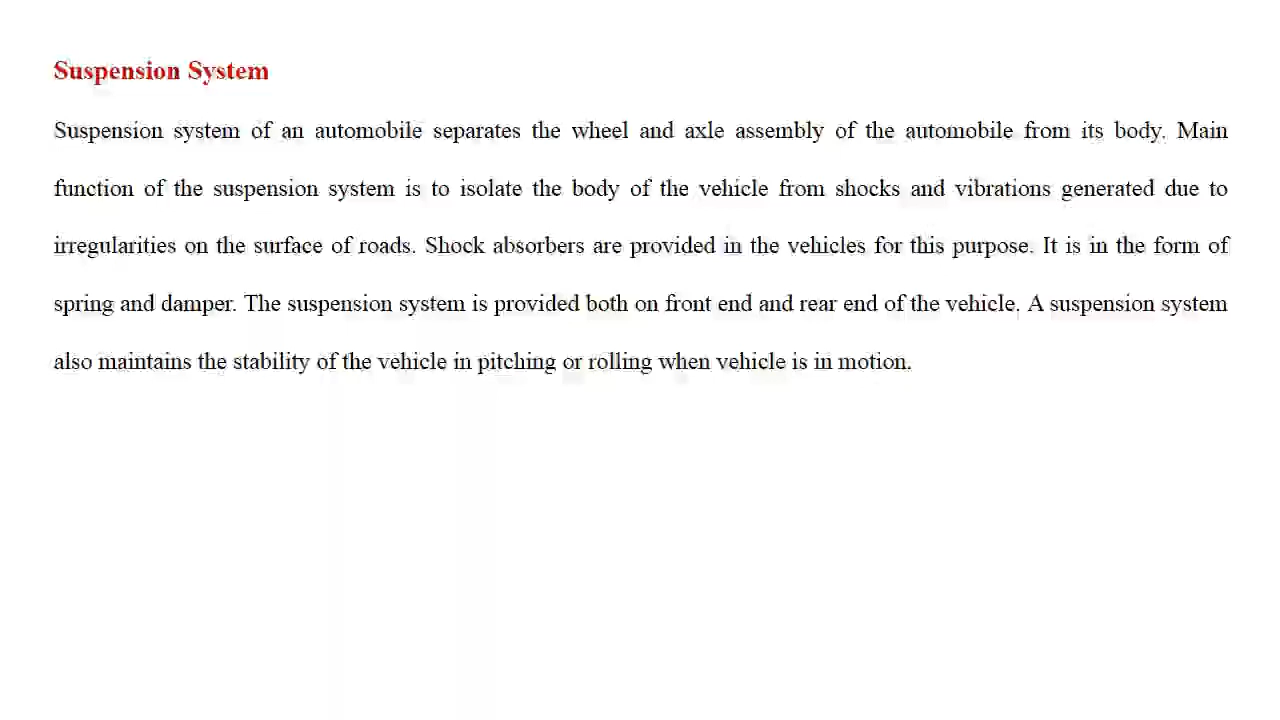 Suspension System
Suspension system of an automobile separates the wheel and axle assembly of the automobile from its body. Main
function of the suspension system is to isolate the body of the vehicle from shocks and vibrations generated due to
irregularities on the surface of roads. Shock absorbers are provided in the vehicles for this purpose. It is in the form of
spring and damper. The suspension system is provided both on front end and rear end of the vehicle. A suspension system
also maintains the stability of the vehicle in pitching or rolling when vehicle is in motion.